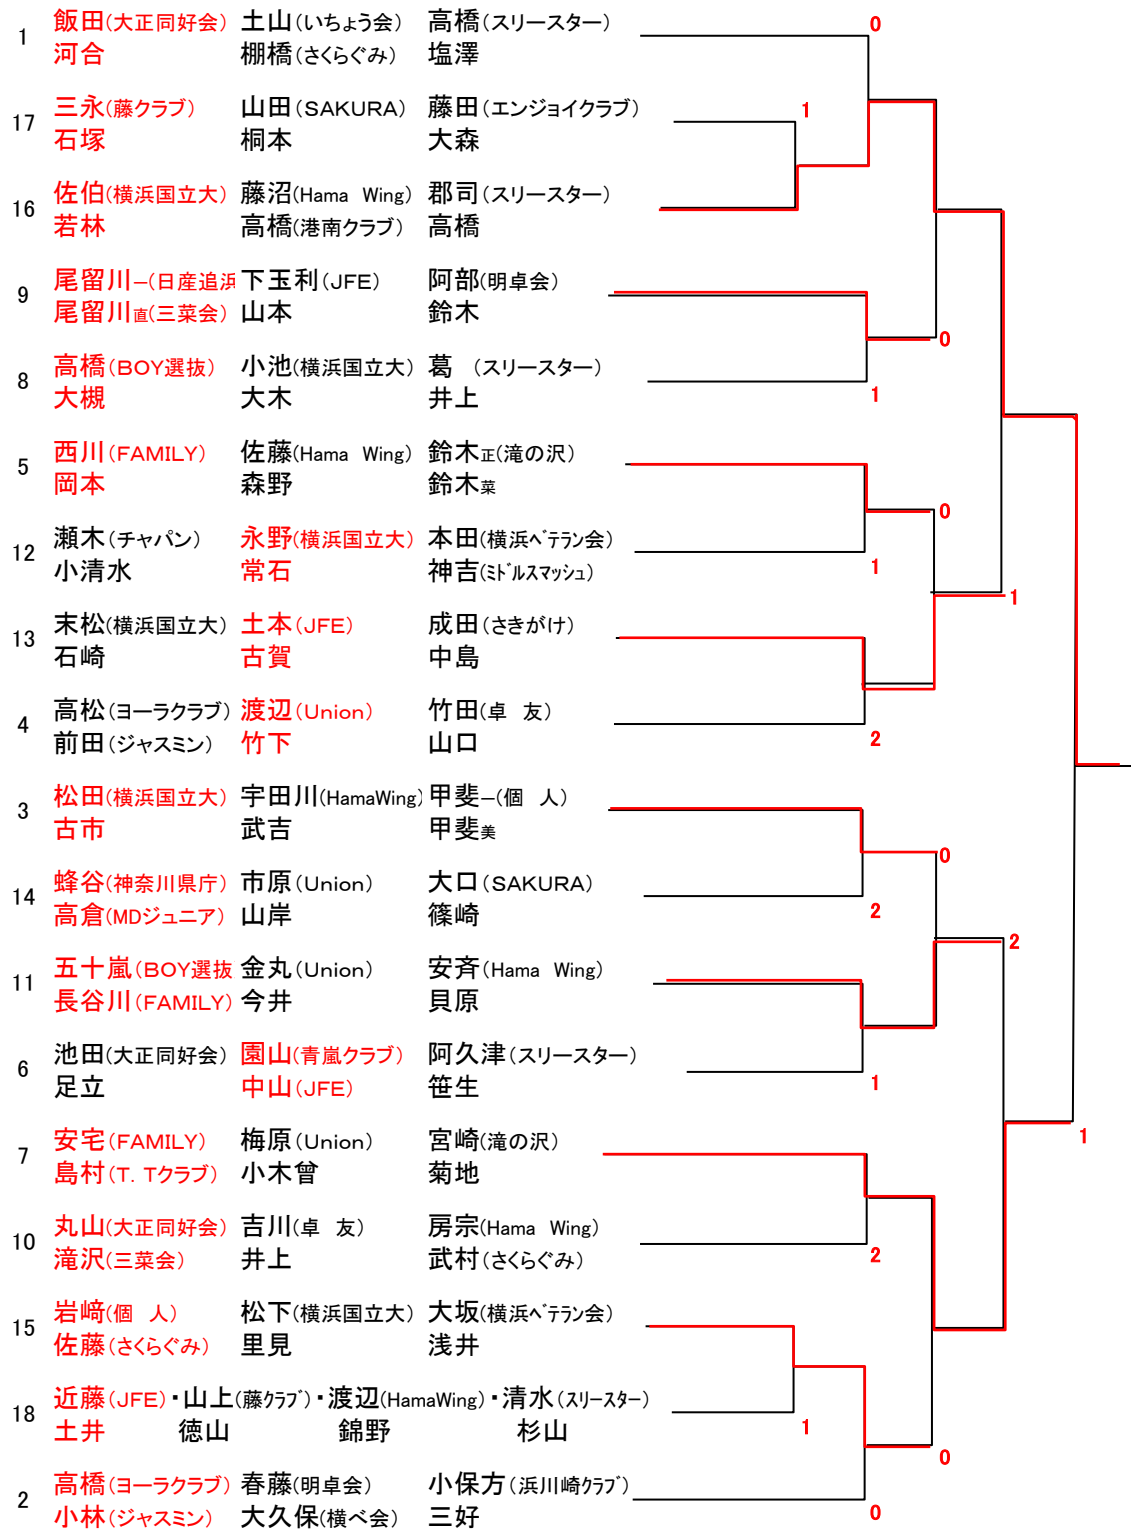 1 飯田(大正同好会) 土山(いちょう会) 高橋(スリースター) 0
河合 棚橋(さくらぐみ) 塩澤
17 三永(藤クラブ) 山田(SAKURA) 藤田(エンジョイクラブ) 1
石塚 桐本 大森
16 佐伯(横浜国立大) 藤沼(Hama Wing) 郡司(スリースター)
若林 高橋(港南クラブ) 高橋
9 尾留川一(日産追浜 下玉利(JFE) 阿部(明卓会)
尾留川直(三菜会) 山本 鈴木
0
8 高橋(BOY選抜) 小池(横浜国立大) 葛 (スリースター)
大槻 大木 井上 1
5 西川(FAMILY) 佐藤(Hama Wing) 鈴木正(滝の沢)
岡本 森野 鈴木菜
0
12 瀬木(チャパン) 永野(横浜国立大) 本田(横浜ベテラン会)
小清水 常石 神吉(ミドルスマッシュ) 1
1
13 末松(横浜国立大) 土本(JFE) 成田(さきがけ)
石崎 古賀 中島
4 高松(ヨーラクラブ) 渡辺(Union) 竹田(卓 友)
前田(ジャスミン) 竹下 山口 2
3 松田(横浜国立大) 宇田川(HamaWing) 甲斐一(個 人)
古市 武吉 甲斐美
0
14 蜂谷(神奈川県庁) 市原(Union) 大口(SAKURA)
高倉(MDジュニア) 山岸 篠崎 2
2
11 五十嵐(BOY選抜 金丸(Union) 安斉(Hama Wing)
長谷川(FAMILY) 今井 貝原
6 池田(大正同好会) 園山(青嵐クラブ) 阿久津(スリースター)
足立 中山(JFE) 笹生 1
1
7 安宅(FAMILY) 梅原(Union) 宮崎(滝の沢)
島村(T.Tクラブ) 小木曾 菊地
10 丸山(大正同好会) 吉川(卓 友) 房宗(Hama Wing)
滝沢(三菜会) 井上 武村(さくらぐみ) 2
15 岩﨑(個 人) 松下(横浜国立大) 大坂(横浜ベテラン会)
佐藤(さくらぐみ) 里見 浅井
18 近藤(JFE)・山上(藤クラブ)・渡辺(HamaWing)・清水(スリースター)
土井 徳山 錦野 杉山 1
0
2 高橋(ヨーラクラブ) 春藤(明卓会) 小保方(浜川崎クラブ)
小林(ジャスミン) 大久保(横ベ会) 三好 0